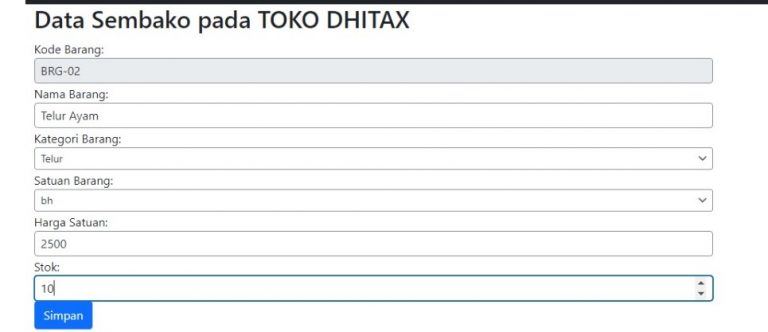 Data Sembako pada TOKO DHITAX
Kode Barang:
BRG-02
Nama Barang:
Telur Ayam
Kategori Barang:
Telur
Satuan Barang:
bh
Harga Satuan:
2500
Stok:
10
Simpan